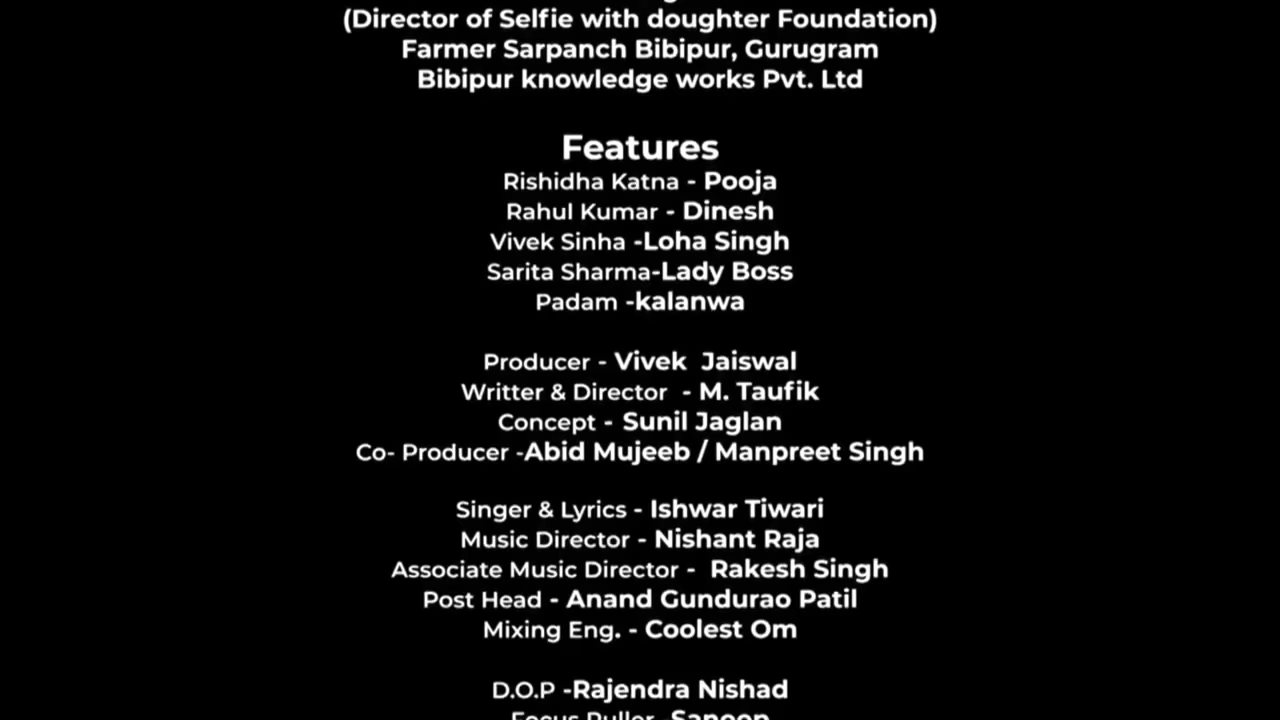 (Director of Selfie with doughter Foundation)
Farmer Sarpanch Bibipur, Gurugram
Bibipur knowledge works Pvt. Ltd
Features
Rishidha Katna - Pooja
Rahul Kumar - Dinesh
Vivek Sinha -Loha Singh
Sarita Sharma-Lady Boss
Padam -kalanwa
Producer - Vivek Jaiswal
Writter & Director - M. Taufik
Concept - Sunil Jaglan
Co- Producer -Abid Mujeeb / Manpreet Singh
Singer & Lyrics - Ishwar Tiwari
Music Director - Nishant Raja
Associate Music Director - Rakesh Singh
Post Head - Anand Gundurao Patil
Mixing Eng. - Coolest Om
D.O.P -Rajendra Nishad
Focus Puller -